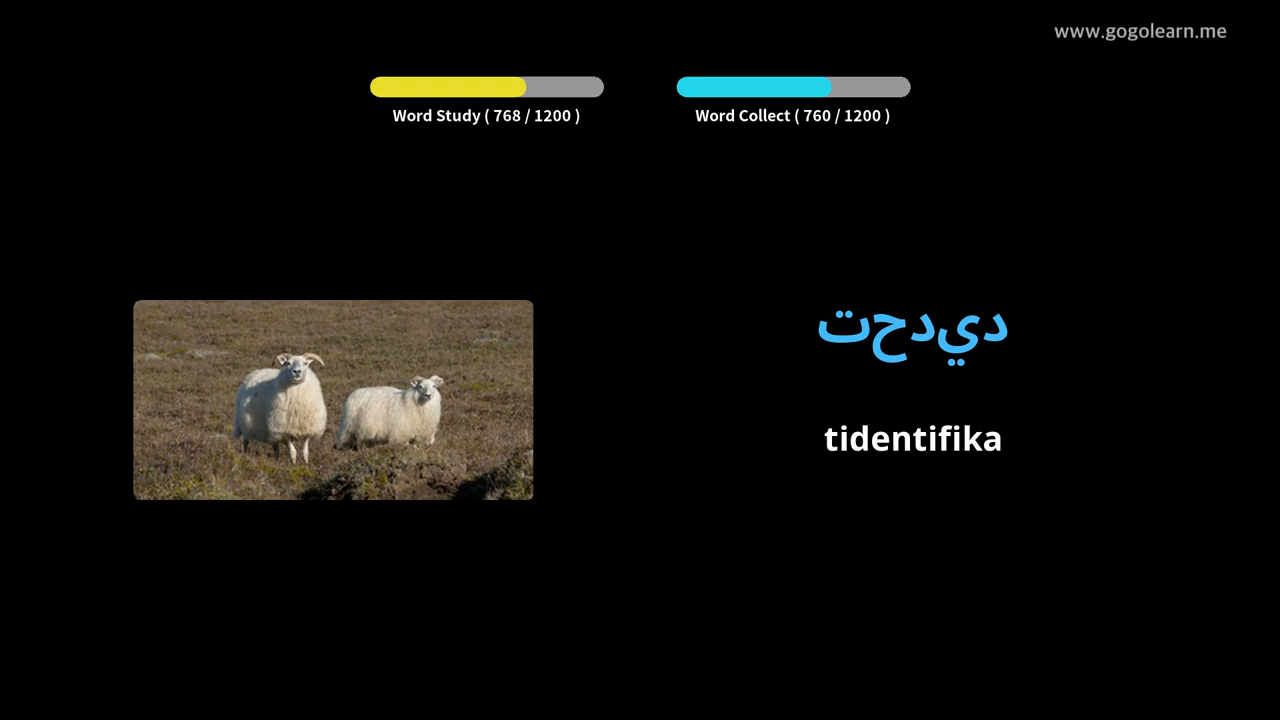 www.gogolearn.me
Word Study ( 768 / 1200 )
Word Collect ( 760 / 1200 )
تحديد
tidentifika